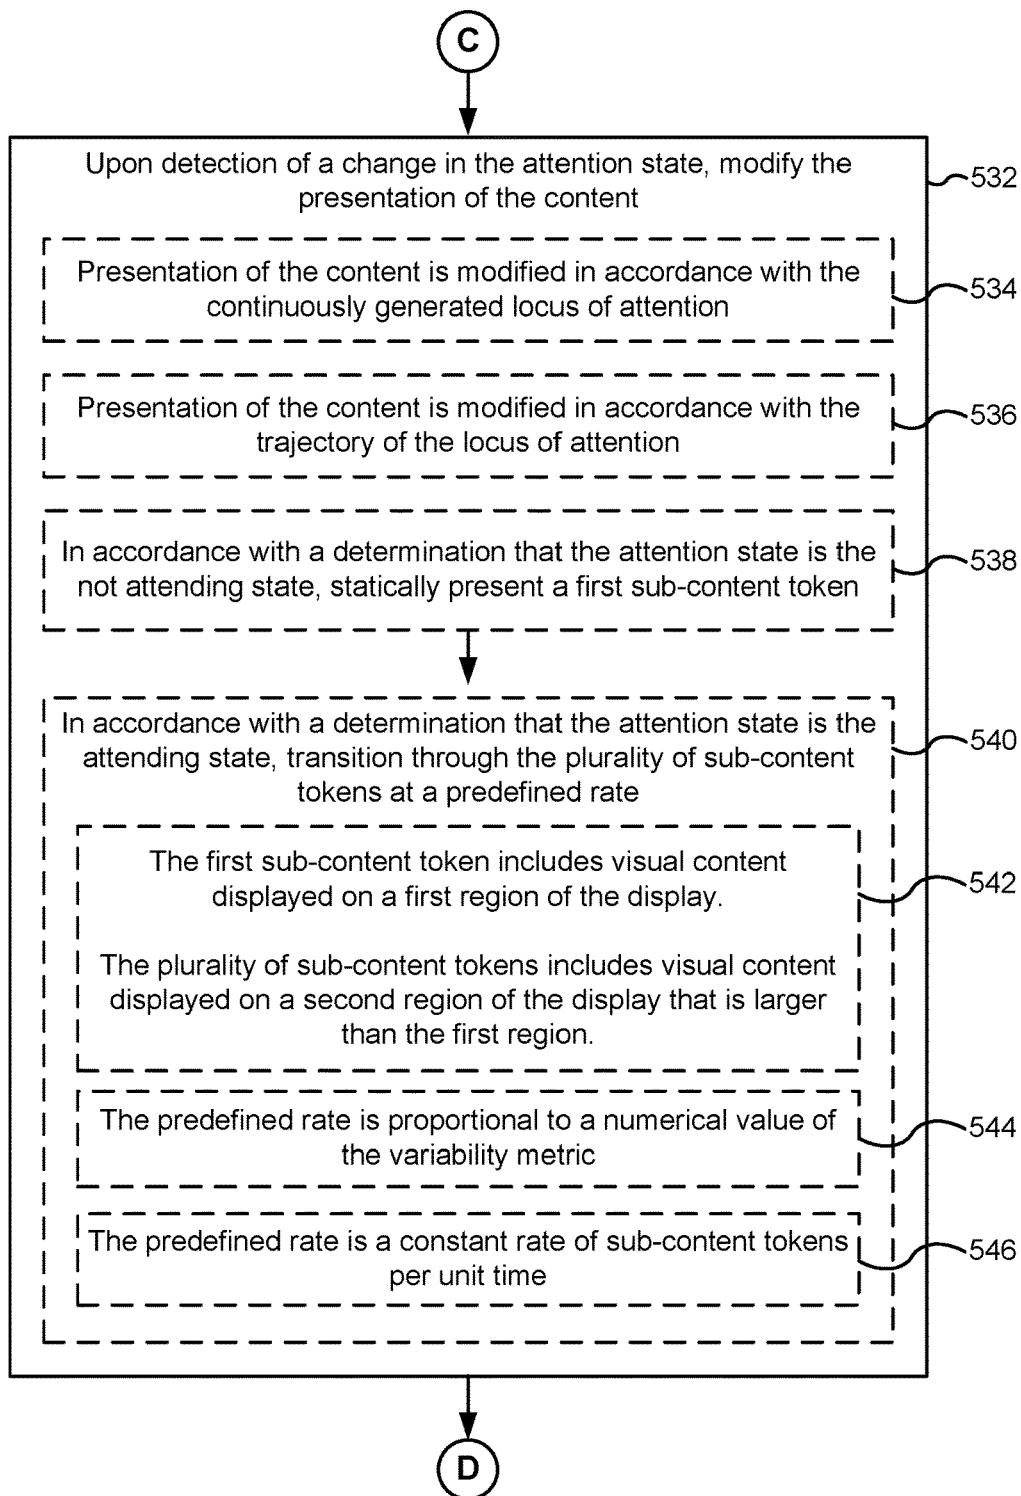 C
Upon detection of a change in the attention state, modify the
presentation of the content
532
Presentation of the content is modified in accordance with the
continuously generated locus of attention
534
Presentation of the content is modified in accordance with the
trajectory of the locus of attention
536
In accordance with a determination that the attention state is the
not attending state, statically present a first sub-content token
538
In accordance with a determination that the attention state is the
attending state, transition through the plurality of sub-content
tokens at a predefined rate
540
The first sub-content token includes visual content
displayed on a first region of the display.
The plurality of sub-content tokens includes visual content
displayed on a second region of the display that is larger
than the first region.
542
The predefined rate is proportional to a numerical value of
the variability metric
544
The predefined rate is a constant rate of sub-content tokens
per unit time
546
D